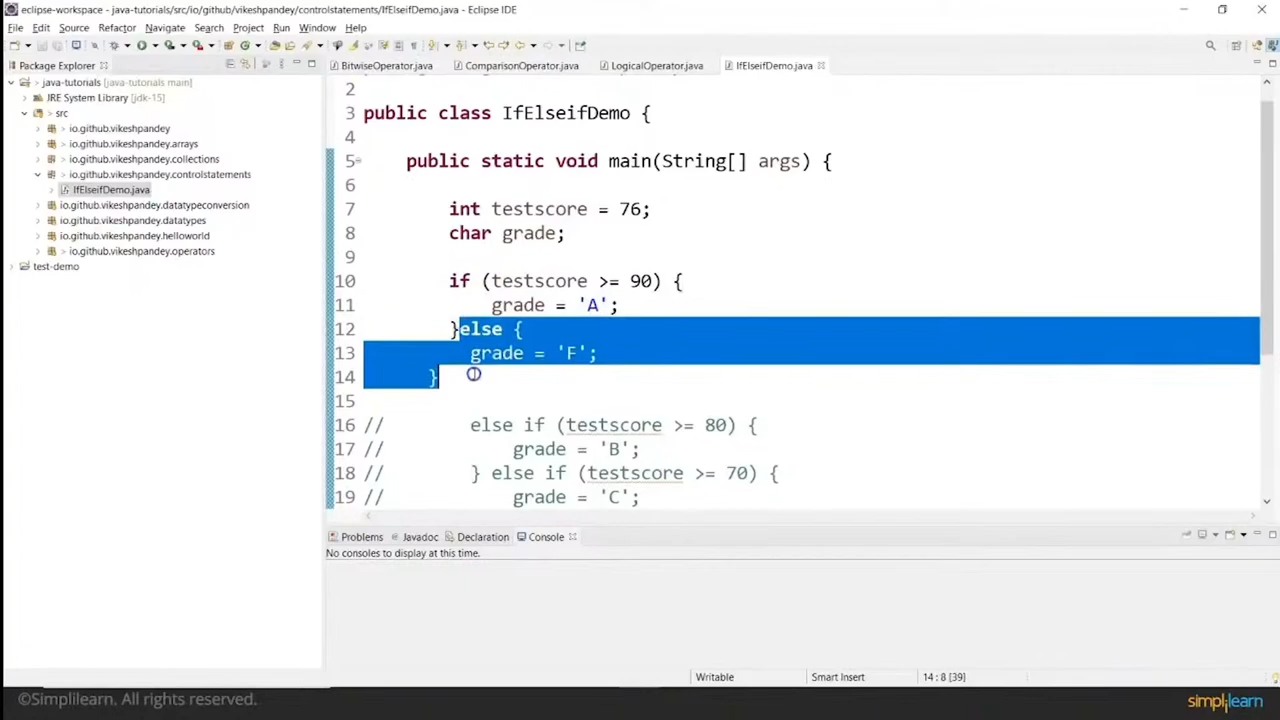 eclipse-workspace - java-tutorials/src/io/github/vikeshpandey/controlstatements/IfElseifDemo.java - Eclipse IDE
File Edit Source Refactor Navigate Search Project Run Window Help
Package Explorer
BitwiseOperator.java ComparisonOperator.java LogicalOperator.java IfElseifDemo.java
java-tutorials [java-tutorials main]
JRE System Library [jdk-15]
src
io.github.vikeshpandey
io.github.vikeshpandey.arrays
io.github.vikeshpandey.collections
io.github.vikeshpandey.controlstatements
IfElseifDemo.java
io.github.vikeshpandey.datatypeconversion
io.github.vikeshpandey.datatypes
io.github.vikeshpandey.helloworld
io.github.vikeshpandey.operators
test-demo
2
3 public class IfElseifDemo {
4
5 public static void main(String[] args) {
6
7 int testscore = 76;
8 char grade;
9
10 if (testscore >= 90) {
11 grade = 'A';
12 }else {
13 grade = 'F';
14 }
15
16 // else if (testscore >= 80) {
17 // grade = 'B';
18 // } else if (testscore >= 70) {
19 // grade = 'C';
Problems Javadoc Declaration Console
No consoles to display at this time.
Writable Smart Insert 14 : 8 [39]
©Simplilearn. All rights reserved.
simplilearn